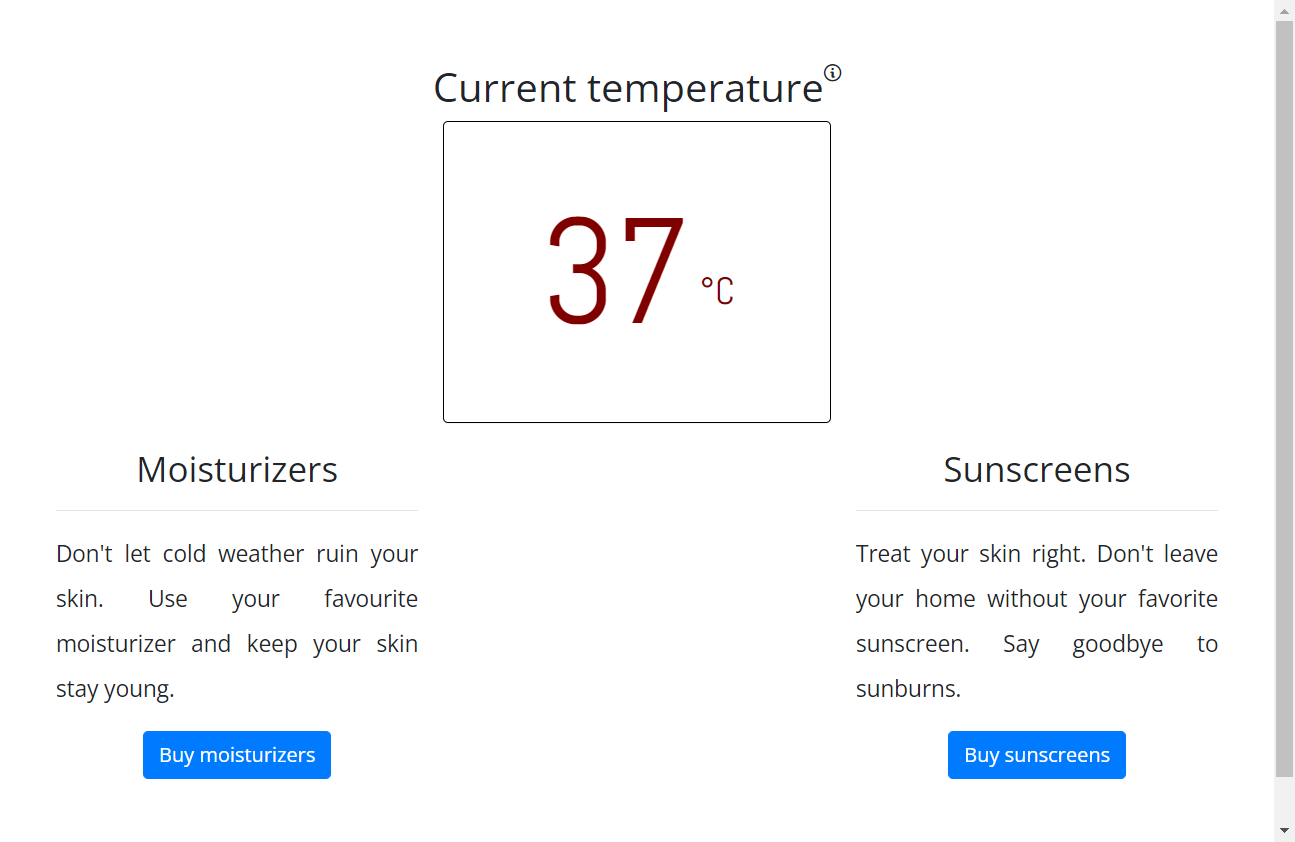 Current temperature
37 °C
Moisturizers
Don't let cold weather ruin your
skin. Use your favourite
moisturizer and keep your skin
stay young.
Buy moisturizers
Sunscreens
Treat your skin right. Don't leave
your home without your favorite
sunscreen. Say goodbye to
sunburns.
Buy sunscreens